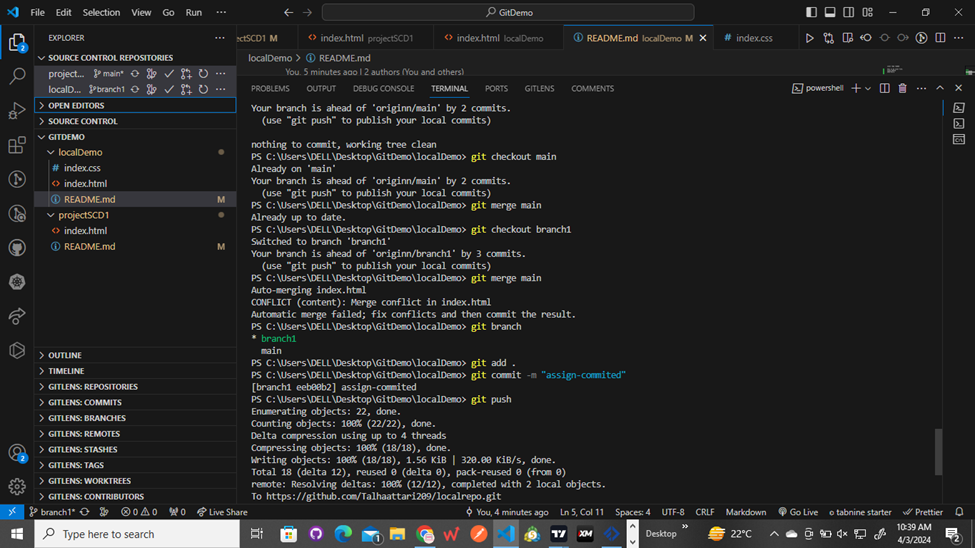 File Edit Selection View Go Run ··· GitDemo
EXPLORER ···
ectSCD1 M index.html projectSCD1 index.html localDemo README.md localDemo M index.css
localDemo > README.md
You, 5 minutes ago | 2 authors (You and others)
SOURCE CONTROL REPOSITORIES
projec... main*
localD... branch1
OPEN EDITORS
SOURCE CONTROL
GITDEMO
localDemo
index.css
index.html
README.md M
projectSCD1
index.html
README.md M
OUTLINE
TIMELINE
GITLENS: REPOSITORIES
GITLENS: COMMITS
GITLENS: BRANCHES
GITLENS: REMOTES
GITLENS: STASHES
GITLENS: TAGS
GITLENS: WORKTREES
GITLENS: CONTRIBUTORS
PROBLEMS OUTPUT DEBUG CONSOLE TERMINAL PORTS GITLENS COMMENTS powershell
Your branch is ahead of 'originn/main' by 2 commits.
(use "git push" to publish your local commits)
nothing to commit, working tree clean
PS C:\Users\DELL\Desktop\GitDemo\localDemo> git checkout main
Already on 'main'
Your branch is ahead of 'originn/main' by 2 commits.
(use "git push" to publish your local commits)
PS C:\Users\DELL\Desktop\GitDemo\localDemo> git merge main
Already up to date.
PS C:\Users\DELL\Desktop\GitDemo\localDemo> git checkout branch1
Switched to branch 'branch1'
Your branch is ahead of 'originn/branch1' by 3 commits.
(use "git push" to publish your local commits)
PS C:\Users\DELL\Desktop\GitDemo\localDemo> git merge main
Auto-merging index.html
CONFLICT (content): Merge conflict in index.html
Automatic merge failed; fix conflicts and then commit the result.
PS C:\Users\DELL\Desktop\GitDemo\localDemo> git branch
* branch1
main
PS C:\Users\DELL\Desktop\GitDemo\localDemo> git add .
PS C:\Users\DELL\Desktop\GitDemo\localDemo> git commit -m "assign-commited"
[branch1 eeb00b2] assign-commited
PS C:\Users\DELL\Desktop\GitDemo\localDemo> git push
Enumerating objects: 22, done.
Counting objects: 100% (22/22), done.
Delta compression using up to 4 threads
Compressing objects: 100% (18/18), done.
Writing objects: 100% (18/18), 1.56 KiB | 320.00 KiB/s, done.
Total 18 (delta 12), reused 0 (delta 0), pack-reused 0 (from 0)
remote: Resolving deltas: 100% (12/12), completed with 2 local objects.
To https://github.com/Talhaattari209/localrepo.git
branch1* 0 0 0 Live Share You, 4 minutes ago Ln 5, Col 11 Spaces: 4 UTF-8 CRLF Markdown Go Live tabnine starter Prettier
Type here to search Desktop 22°C 10:39 AM 4/3/2024 2